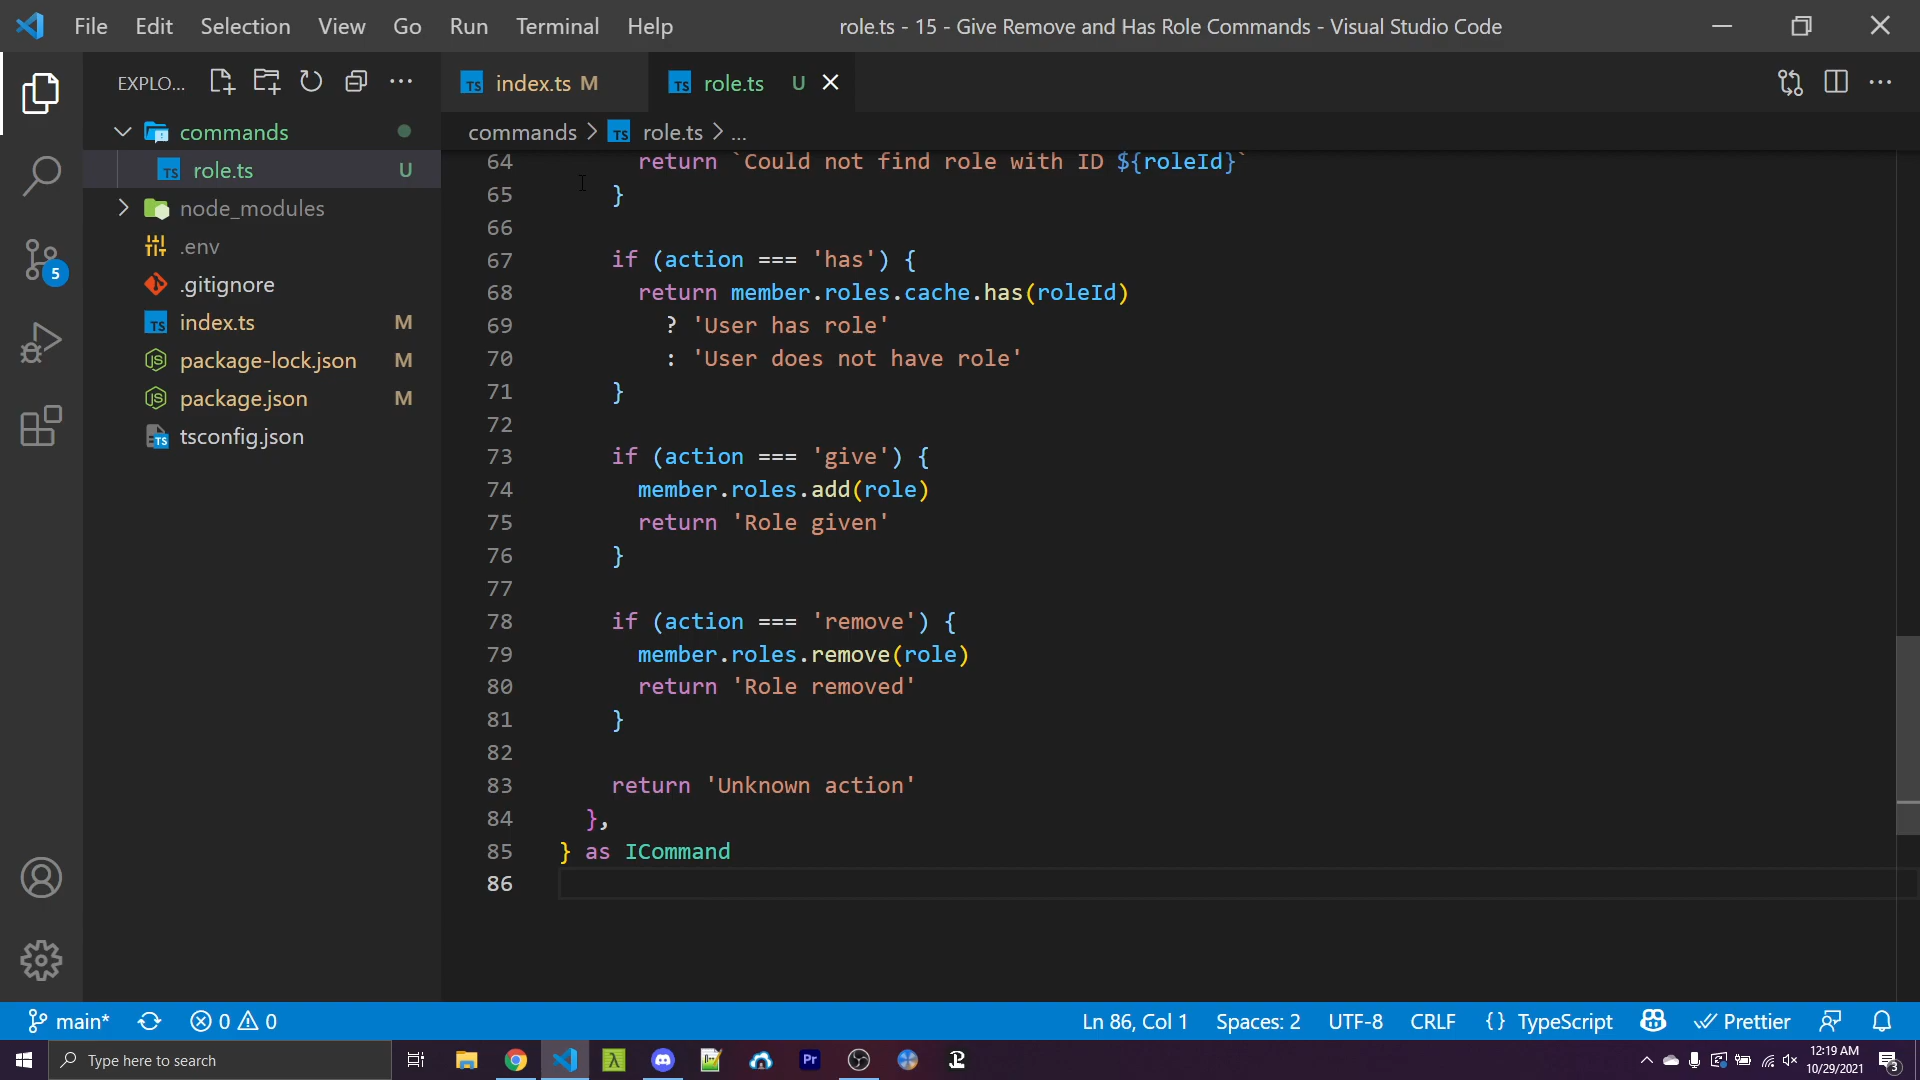 File Edit Selection View Go Run Terminal Help role.ts - 15 - Give Remove and Has Role Commands - Visual Studio Code
EXPLO...
commands
role.ts U
node_modules
.env
.gitignore
index.ts M
package-lock.json M
package.json M
tsconfig.json
5
index.ts M role.ts U
commands > role.ts > ...
64 return `Could not find role with ID ${roleId}`
65 }
66
67 if (action === 'has') {
68 return member.roles.cache.has(roleId)
69 ? 'User has role'
70 : 'User does not have role'
71 }
72
73 if (action === 'give') {
74 member.roles.add(role)
75 return 'Role given'
76 }
77
78 if (action === 'remove') {
79 member.roles.remove(role)
80 return 'Role removed'
81 }
82
83 return 'Unknown action'
84 },
85 } as ICommand
86
main* 0 0 Ln 86, Col 1 Spaces: 2 UTF-8 CRLF {} TypeScript Prettier
Type here to search
Pr
12:19 AM
10/29/2021
3